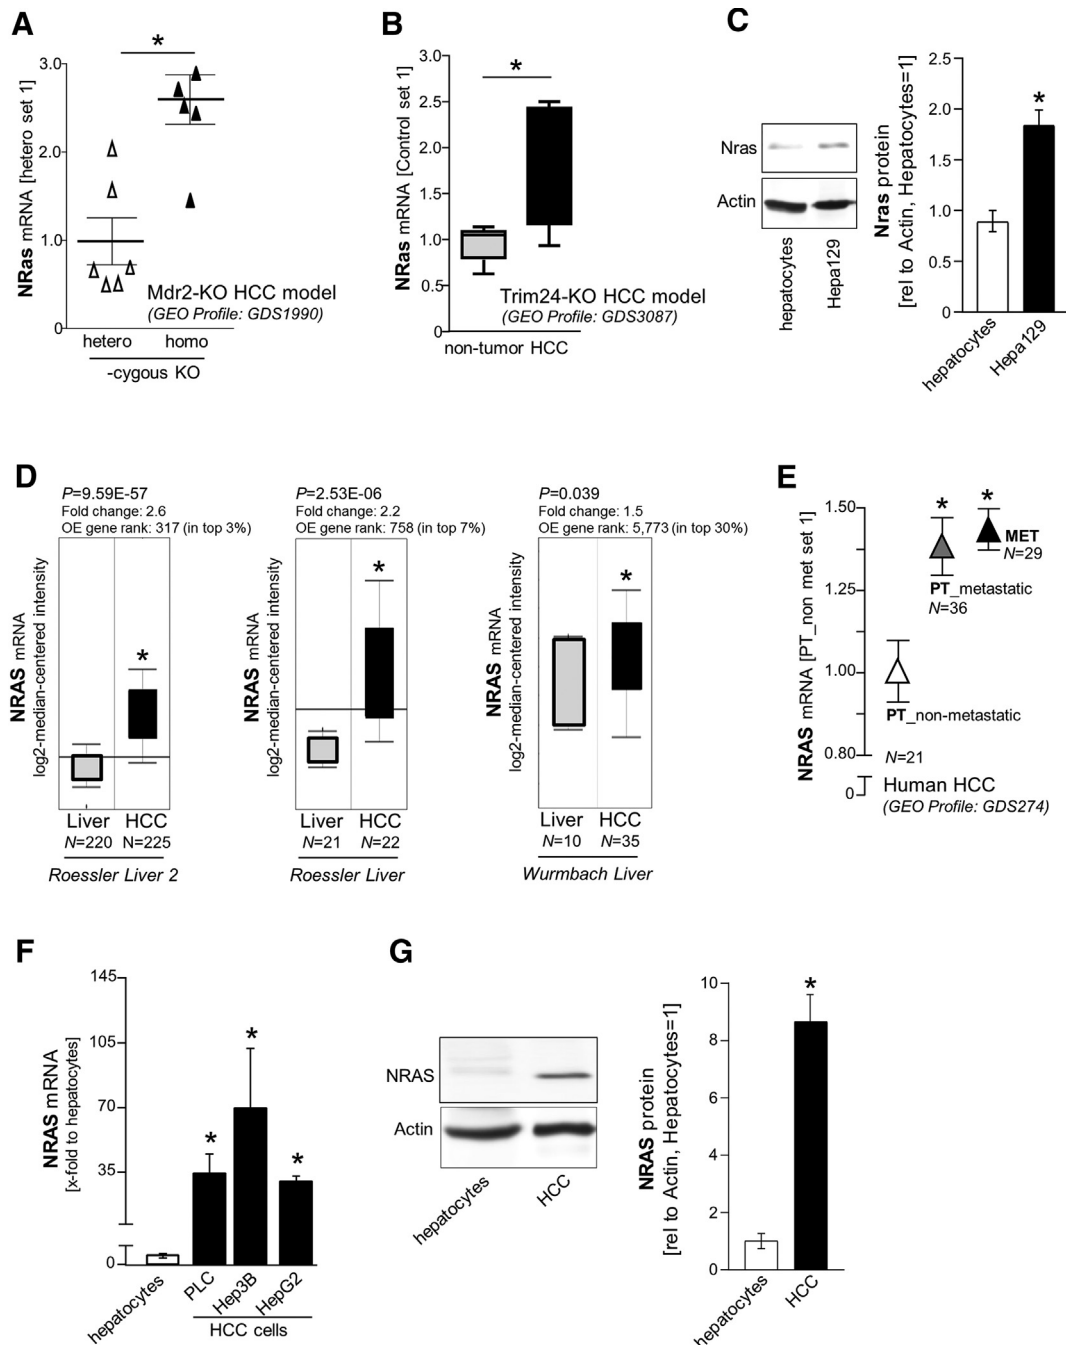 A
*
NRas mRNA [hetero set 1]
3.0
2.0
1.0
0
Mdr2-KO HCC model
(GEO Profile: GDS1990)
hetero homo
-cygous KO
B
*
NRas mRNA [Control set 1]
3.0
2.5
2.0
1.5
1.0
0.5
0
Trim24-KO HCC model
(GEO Profile: GDS3087)
non-tumor HCC
C
Nras
Actin
hepatocytes
Hepa129
Nras protein
[rel to Actin, Hepatocytes=1]
2.5
2.0
1.5
1.0
0.5
0
*
hepatocytes
Hepa129
D
P=9.59E-57
Fold change: 2.6
OE gene rank: 317 (in top 3%)
NRAS mRNA
log2-median-centered intensity
*
Liver HCC
N=220 N=225
Roessler Liver 2
P=2.53E-06
Fold change: 2.2
OE gene rank: 758 (in top 7%)
NRAS mRNA
log2-median-centered intensity
*
Liver HCC
N=21 N=22
Roessler Liver
P=0.039
Fold change: 1.5
OE gene rank: 5,773 (in top 30%)
NRAS mRNA
log2-median-centered intensity
*
Liver HCC
N=10 N=35
Wurmbach Liver
E
NRAS mRNA [PT_non met set 1]
1.50
1.25
1.00
0.80
0
* *
MET
N=29
PT_metastatic
N=36
PT_non-metastatic
N=21
Human HCC
(GEO Profile: GDS274)
F
NRAS mRNA
[x-fold to hepatocytes]
145
105
70
35
0
*
*
*
hepatocytes
PLC
Hep3B
HepG2
HCC cells
G
NRAS
Actin
hepatocytes
HCC
NRAS protein
[rel to Actin, Hepatocytes=1]
10
8
6
4
2
0
*
hepatocytes
HCC